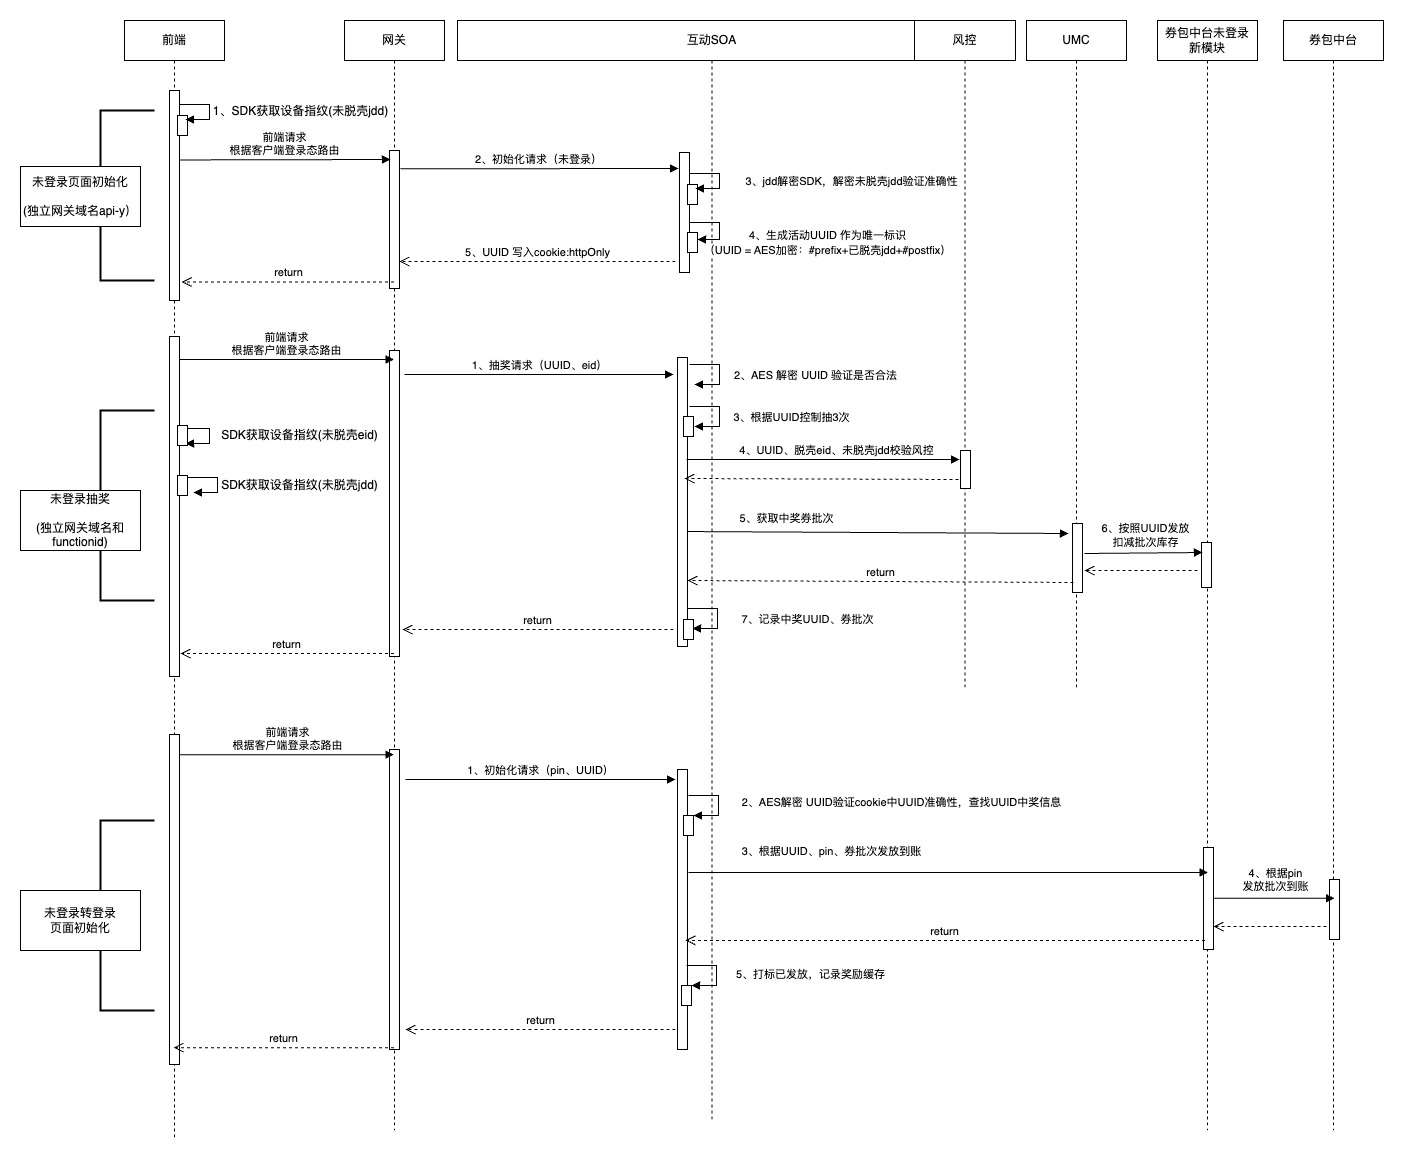 前端
网关
互动SOA
风控
UMC
券包中台未登录
新模块
券包中台
1、SDK获取设备指纹(未脱壳jdd)
前端请求
根据客户端登录态路由
2、初始化请求（未登录）
未登录页面初始化
(独立网关域名api-y）
3、jdd解密SDK，解密未脱壳jdd验证准确性
4、生成活动UUID 作为唯一标识
（UUID = AES加密：#prefix+已脱壳jdd+#postfix）
5、UUID 写入cookie:httpOnly
return
前端请求
根据客户端登录态路由
1、抽奖请求（UUID、eid）
2、AES 解密 UUID 验证是否合法
3、根据UUID控制抽3次
SDK获取设备指纹(未脱壳eid)
4、UUID、脱壳eid、未脱壳jdd校验风控
SDK获取设备指纹(未脱壳jdd)
未登录抽奖
(独立网关域名和
functionid)
5、获取中奖券批次
6、按照UUID发放
扣减批次库存
return
7、记录中奖UUID、券批次
return
return
前端请求
根据客户端登录态路由
1、初始化请求（pin、UUID）
2、AES解密 UUID验证cookie中UUID准确性，查找UUID中奖信息
3、根据UUID、pin、券批次发放到账
4、根据pin
发放批次到账
未登录转登录
页面初始化
return
5、打标已发放，记录奖励缓存
return
return